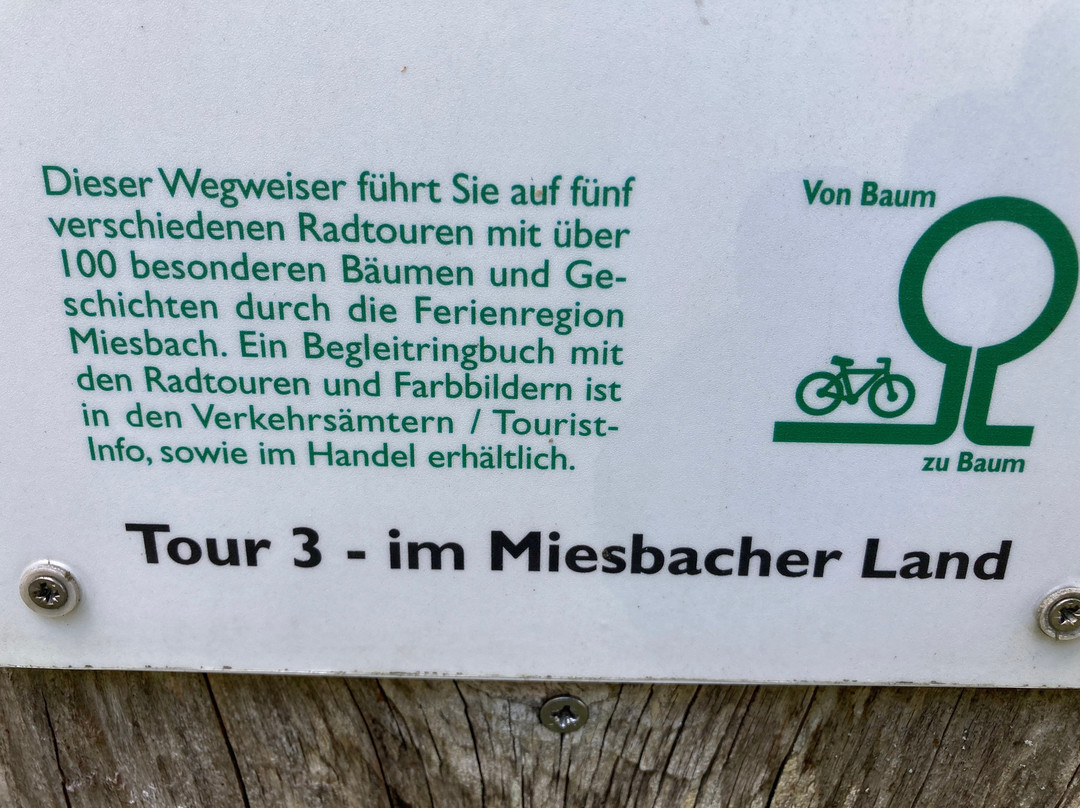 Dieser Wegweiser führt Sie auf fünf
verschiedenen Radtouren mit über
100 besonderen Bäumen und Ge-
schichten durch die Ferienregion
Miesbach. Ein Begleitringbuch mit
den Radtouren und Farbbildern ist
in den Verkehrsämtern / Tourist-
Info, sowie im Handel erhältlich.
Von Baum
zu Baum
Tour 3 - im Miesbacher Land